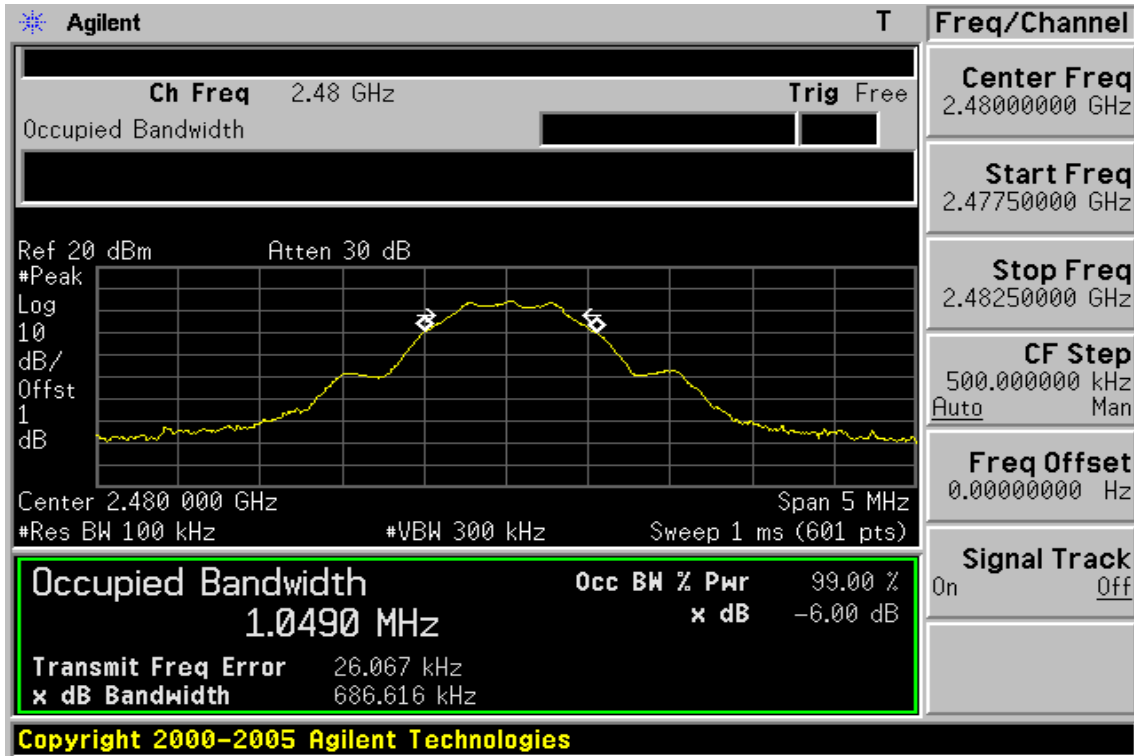 Agilent T
Ch Freq 2.48 GHz Trig Free
Occupied Bandwidth
Ref 20 dBm Atten 30 dB
#Peak
Log
10
dB/
Offst
1
dB
Center 2.480 000 GHz Span 5 MHz
#Res BW 100 kHz #VBW 300 kHz Sweep 1 ms (601 pts)
Occupied Bandwidth Occ BW % Pwr 99.00 %
1.0490 MHz x dB -6.00 dB
Transmit Freq Error 26.067 kHz
x dB Bandwidth 686.616 kHz
Copyright 2000-2005 Agilent Technologies
Freq/Channel
Center Freq
2.48000000 GHz
Start Freq
2.47750000 GHz
Stop Freq
2.48250000 GHz
CF Step
500.000000 kHz
Auto Man
Freq Offset
0.00000000 Hz
Signal Track
On Off